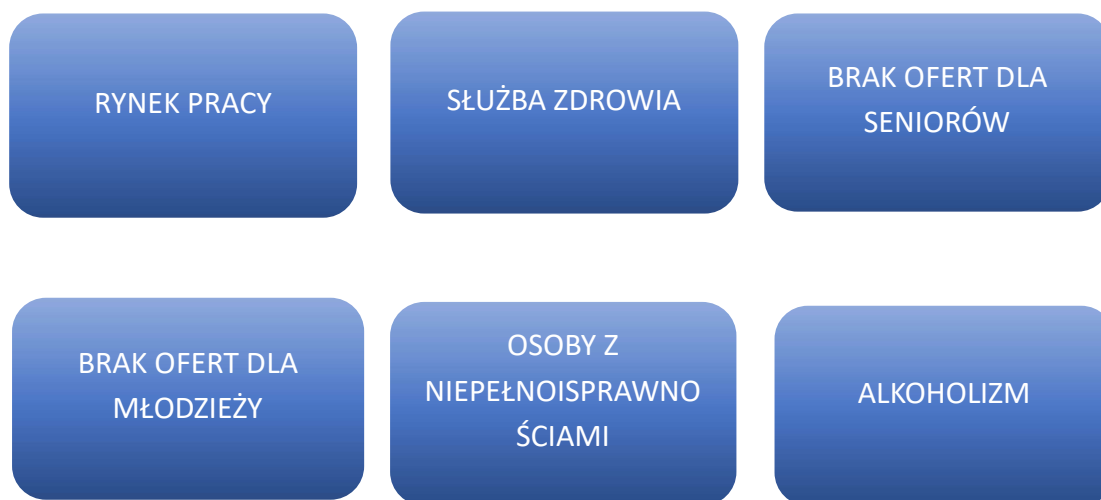 RYNEK PRACY
SŁUŻBA ZDROWIA
BRAK OFERT DLA
SENIORÓW
BRAK OFERT DLA
MŁODZIEŻY
OSOBY Z
NIEPEŁNOISPRAWNO
ŚCIAMI
ALKOHOLIZM